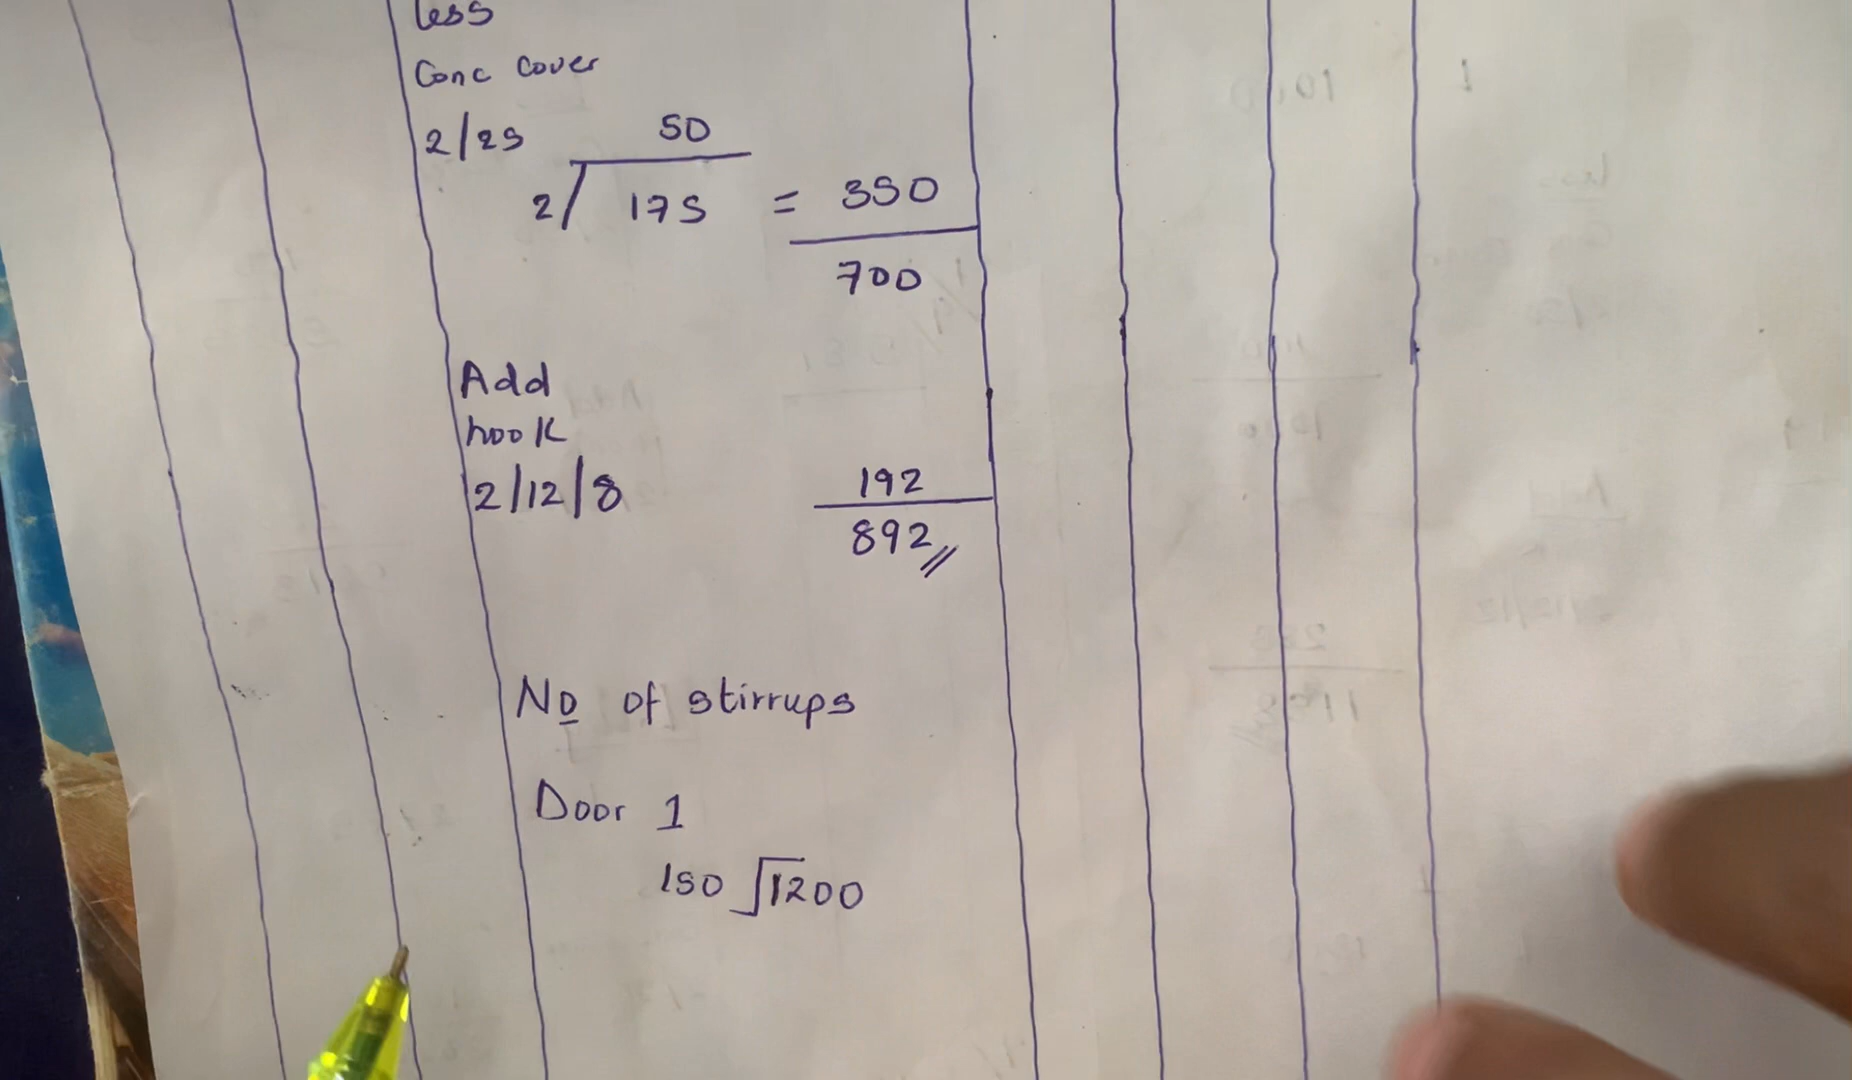 less
Conc cover
2/25 50
2/ 175 = 350
700
Add
hook
2/12/8 192
892
No of stirrups
Door 1
150 √1200